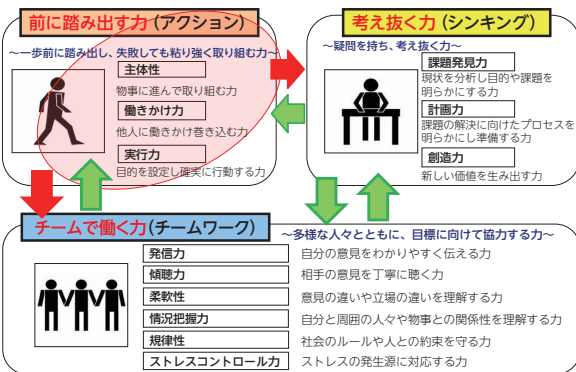 前に踏み出す力(アクション)
~一歩前に踏み出し、失敗しても粘り強く取り組む力~
主体性
物事に進んで取り組む力
働きかけ力
他人に働きかけ巻き込む力
実行力
目的を設定し確実に行動する力
考え抜く力(シンキング)
~疑問を持ち、考え抜く力~
課題発見力
現状を分析し目的や課題を
明らかにする力
計画力
課題の解決に向けたプロセスを
明らかにし準備する力
創造力
新しい価値を生み出す力
チームで働く力(チームワーク)
~多様な人々とともに、目標に向けて協力する力~
発信力 自分の意見をわかりやすく伝える力
傾聴力 相手の意見を丁寧に聴く力
柔軟性 意見の違いや立場の違いを理解する力
情況把握力 自分と周囲の人々や物事との関係性を理解する力
規律性 社会のルールや人との約束を守る力
ストレスコントロール力 ストレスの発生源に対応する力